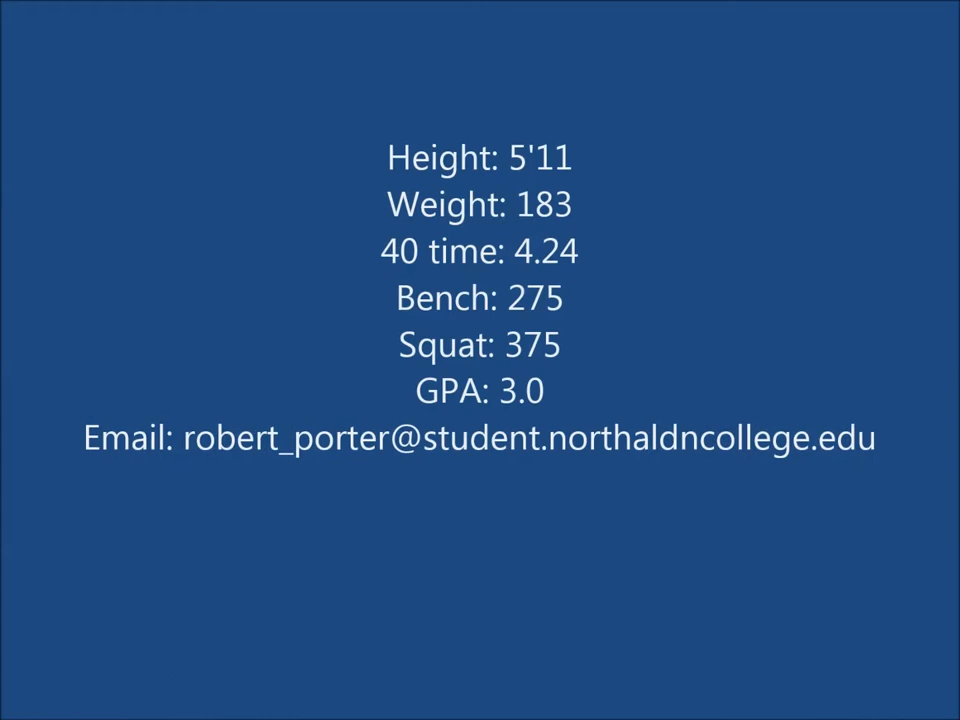 Height: 5'11
Weight: 183
40 time: 4.24
Bench: 275
Squat: 375
GPA: 3.0
Email: robert_porter@student.northaldncollege.edu